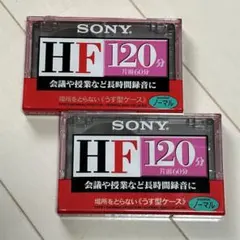 SONY
HF 120分
片面60分
会議や授業など長時間録音に
場所をとらない《うす型ケース》
ノーマル
SONY
HF 120分
片面60分
会議や授業など長時間録音に
場所をとらない《うす型ケース》
ノーマル